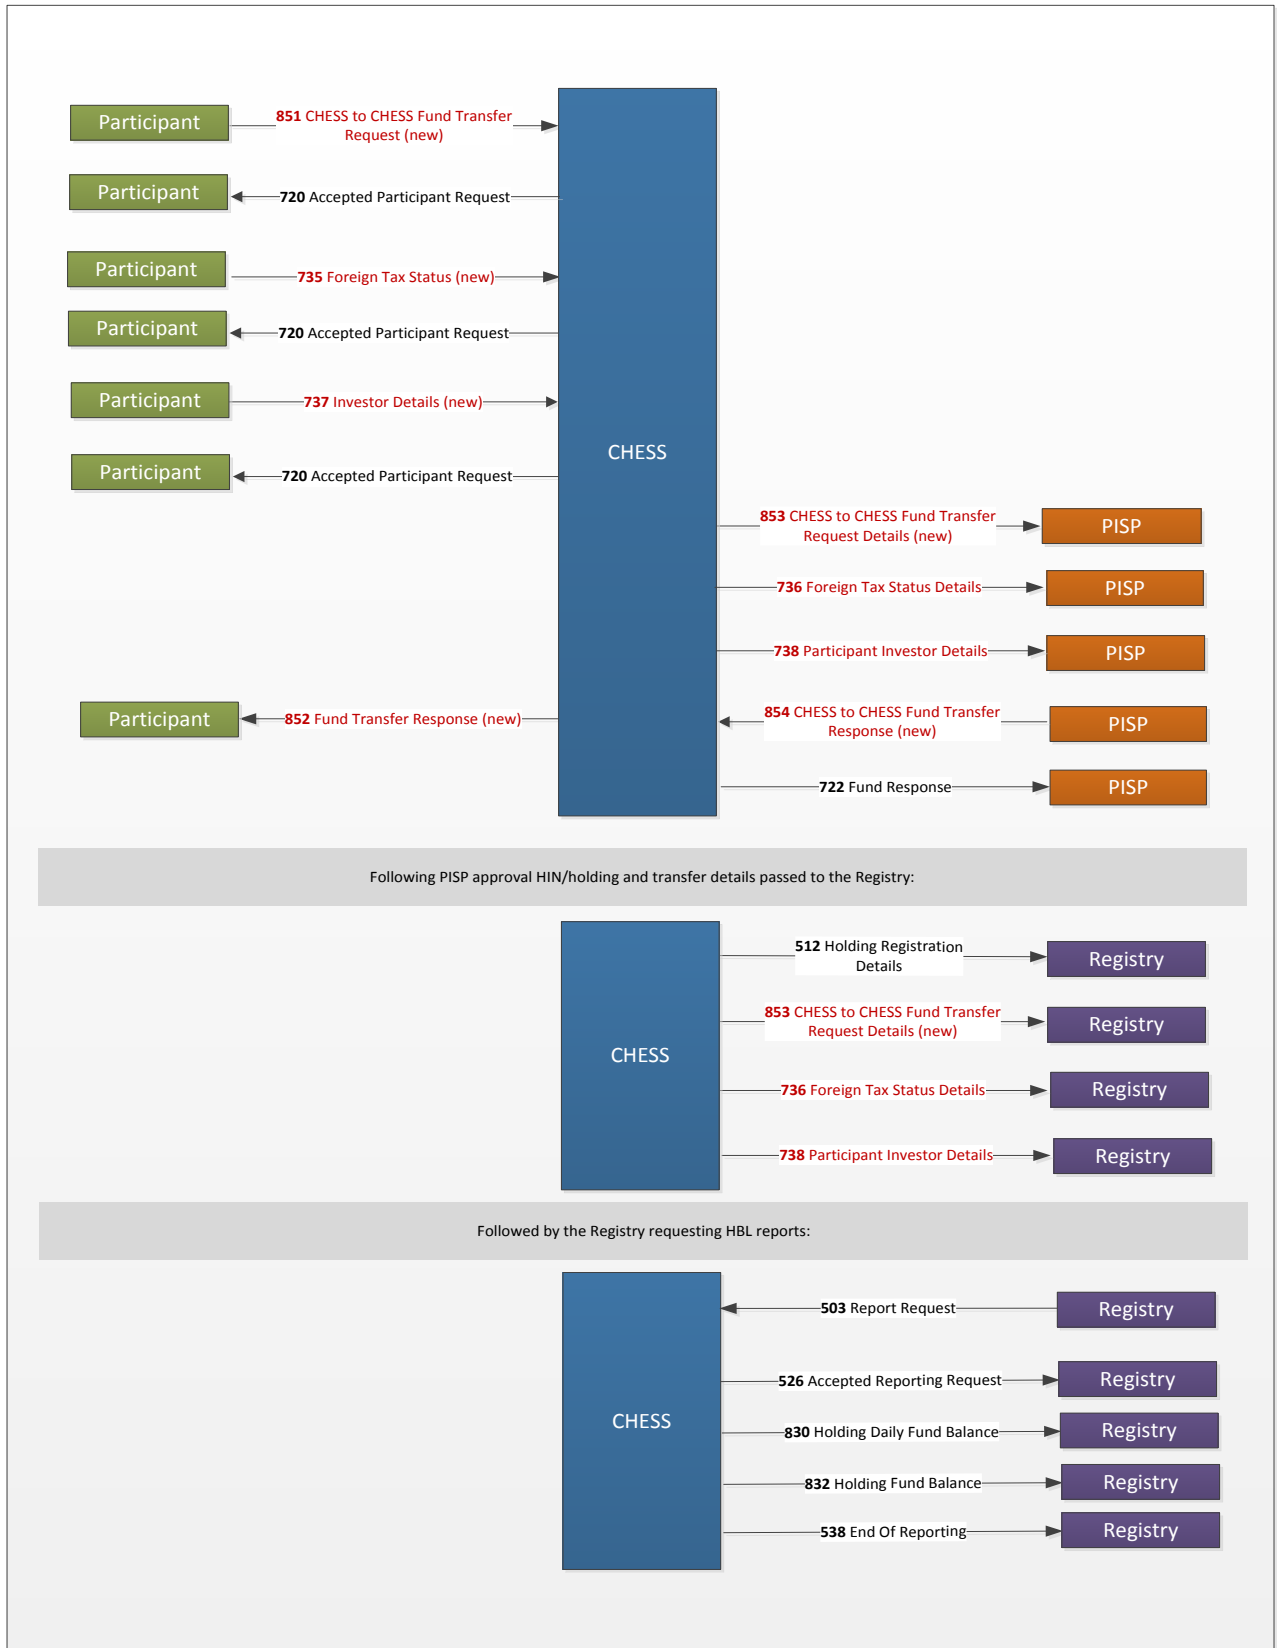 Participant
851 CHESS to CHESS Fund Transfer
Request (new)
Participant
720 Accepted Participant Request
Participant
735 Foreign Tax Status (new)
Participant
720 Accepted Participant Request
Participant
737 Investor Details (new)
CHESS
Participant
720 Accepted Participant Request
853 CHESS to CHESS Fund Transfer
Request Details (new)
PISP
736 Foreign Tax Status Details
PISP
738 Participant Investor Details
PISP
Participant
852 Fund Transfer Response (new)
854 CHESS to CHESS Fund Transfer
Response (new)
PISP
722 Fund Response
PISP
Following PISP approval HIN/holding and transfer details passed to the Registry:
512 Holding Registration
Details
Registry
853 CHESS to CHESS Fund Transfer
Request Details (new)
Registry
CHESS
736 Foreign Tax Status Details
Registry
738 Participant Investor Details
Registry
Followed by the Registry requesting HBL reports:
503 Report Request
Registry
526 Accepted Reporting Request
Registry
CHESS
830 Holding Daily Fund Balance
Registry
832 Holding Fund Balance
Registry
538 End Of Reporting
Registry